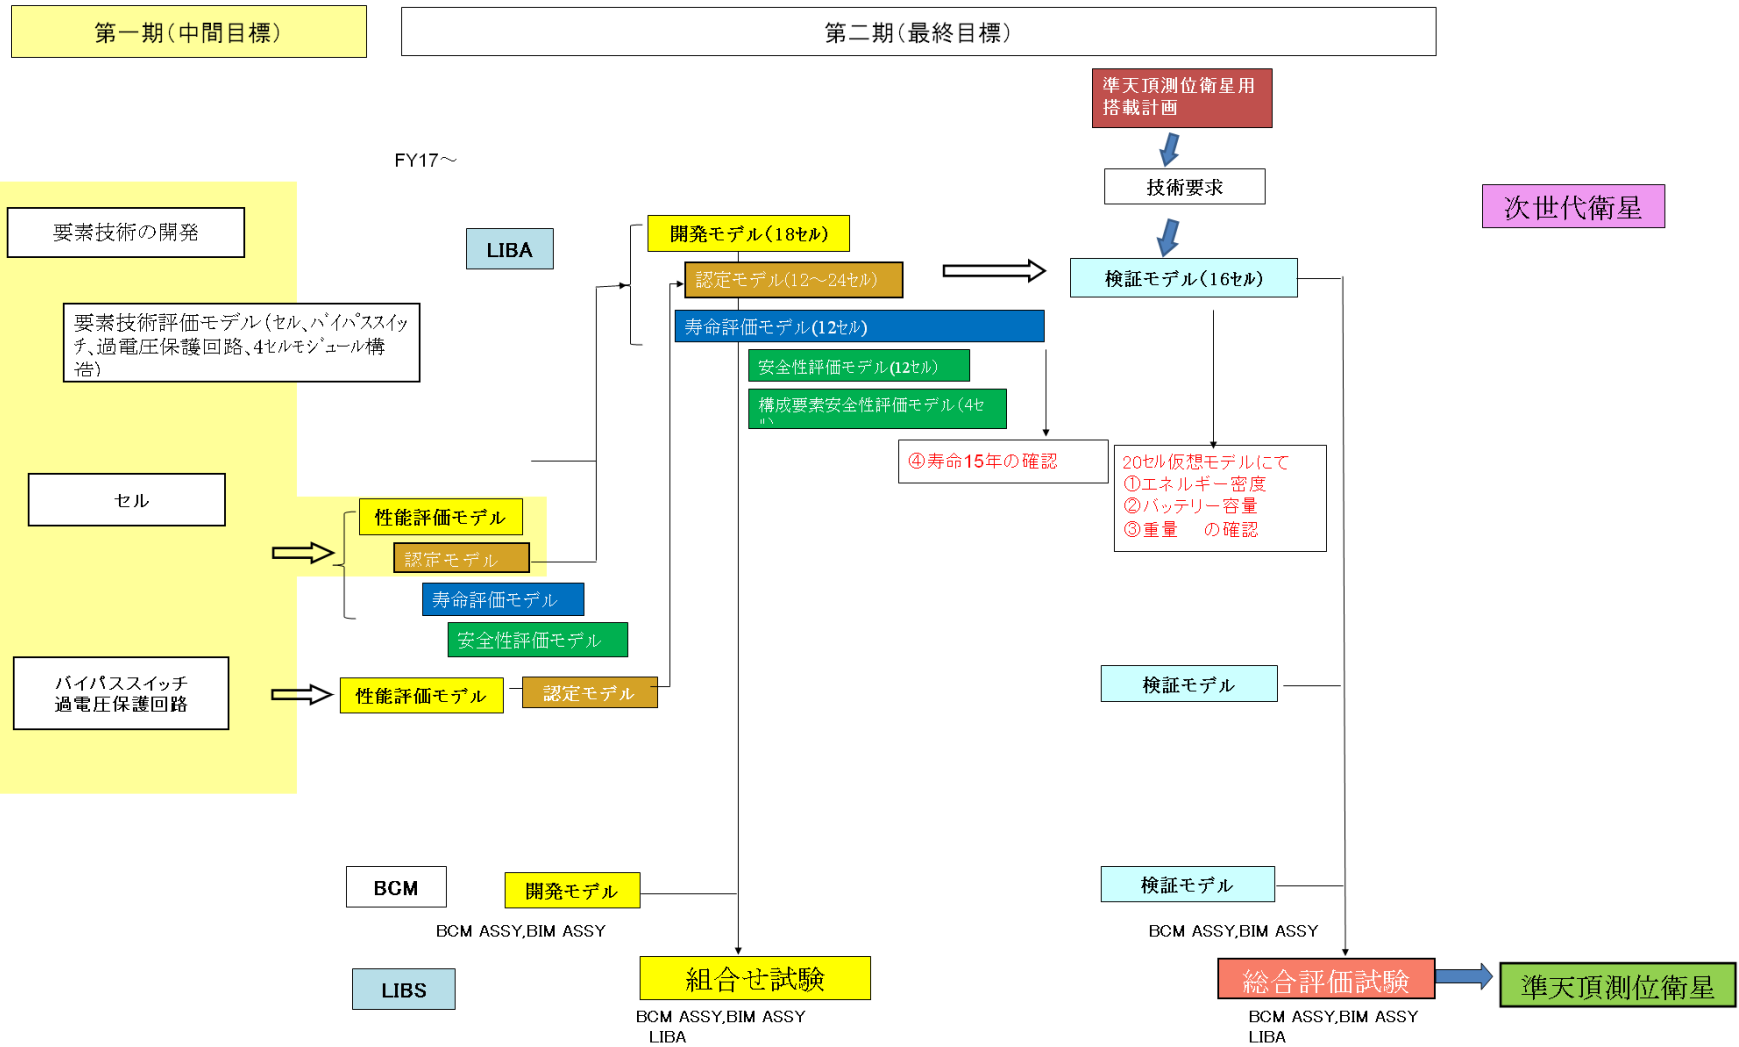 第一期(中間目標)
第二期(最終目標)
準天頂測位衛星用
搭載計画
FY17～
技術要求
次世代衛星
要素技術の開発
LIBA
開発モデル(18ｾﾙ)
認定モデル(12～24ｾﾙ)
検証モデル(16ｾﾙ)
要素技術評価モデル(セル、ﾊﾞｲﾊﾟｽスイッ
チ、過電圧保護回路、4ｾﾙﾓｼﾞｭｰﾙ構
造)
寿命評価モデル(12ｾﾙ)
安全性評価モデル(12ｾﾙ)
構成要素安全性評価モデル(4ｾ
ﾙ)
④寿命15年の確認
20ｾﾙ仮想モデルにて
①エネルギー密度
②バッテリー容量
③重量　の確認
セル
性能評価モデル
認定モデル
寿命評価モデル
安全性評価モデル
バイパススイッチ
過電圧保護回路
性能評価モデル
認定モデル
検証モデル
BCM
開発モデル
検証モデル
BCM ASSY,BIM ASSY
BCM ASSY,BIM ASSY
LIBS
組合せ試験
総合評価試験
準天頂測位衛星
BCM ASSY,BIM ASSY
LIBA
BCM ASSY,BIM ASSY
LIBA